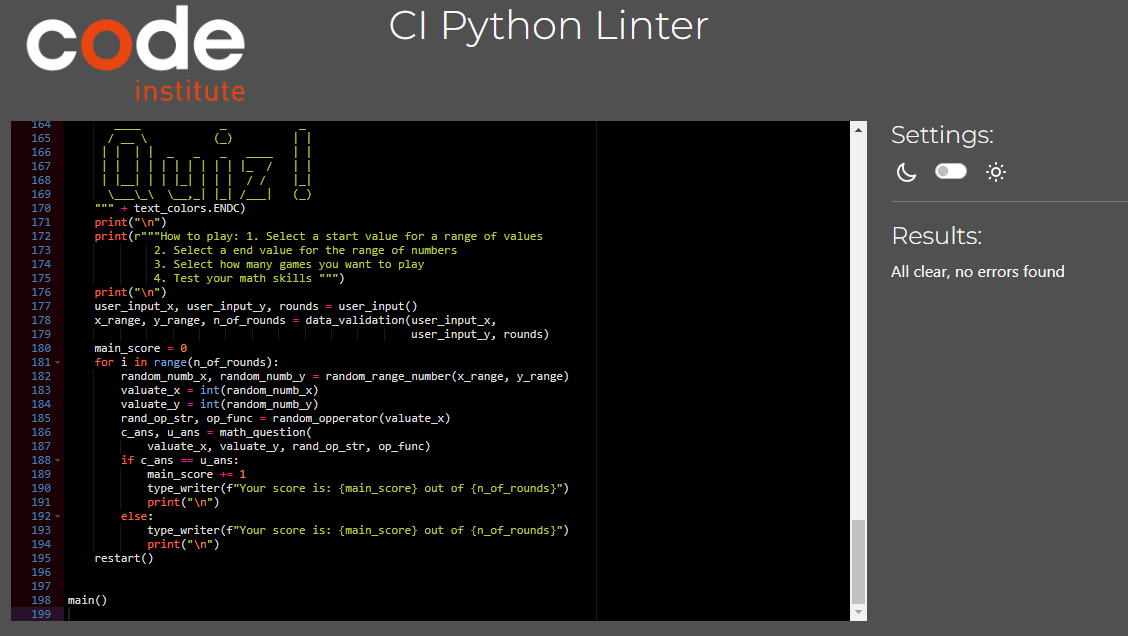 code
institute
CI Python Linter
164      ____            _           _
165     / __ \          (_)         | |
166    | |  | |  _   _   _   ____   | |
167    | |  | | | | | | | | |_  /   | |
168    | |__| | | |_| | | |  / /    |_|
169     \___\_\  \__,_| |_| /___|   (_)
170     """ + text_colors.ENDC)
171     print("\n")
172     print(r"""How to play: 1. Select a start value for a range of values
173              2. Select a end value for the range of numbers
174              3. Select how many games you want to play
175              4. Test your math skills """)
176     print("\n")
177     user_input_x, user_input_y, rounds = user_input()
178     x_range, y_range, n_of_rounds = data_validation(user_input_x,
179                                                     user_input_y, rounds)
180     main_score = 0
181     for i in range(n_of_rounds):
182         random_numb_x, random_numb_y = random_range_number(x_range, y_range)
183         valuate_x = int(random_numb_x)
184         valuate_y = int(random_numb_y)
185         rand_op_str, op_func = random_opperator(valuate_x)
186         c_ans, u_ans = math_question(
187             valuate_x, valuate_y, rand_op_str, op_func)
188         if c_ans == u_ans:
189             main_score += 1
190             type_writer(f"Your score is: {main_score} out of {n_of_rounds}")
191             print("\n")
192         else:
193             type_writer(f"Your score is: {main_score} out of {n_of_rounds}")
194             print("\n")
195     restart()
196
197
198 main()
199
Settings:
Results:
All clear, no errors found